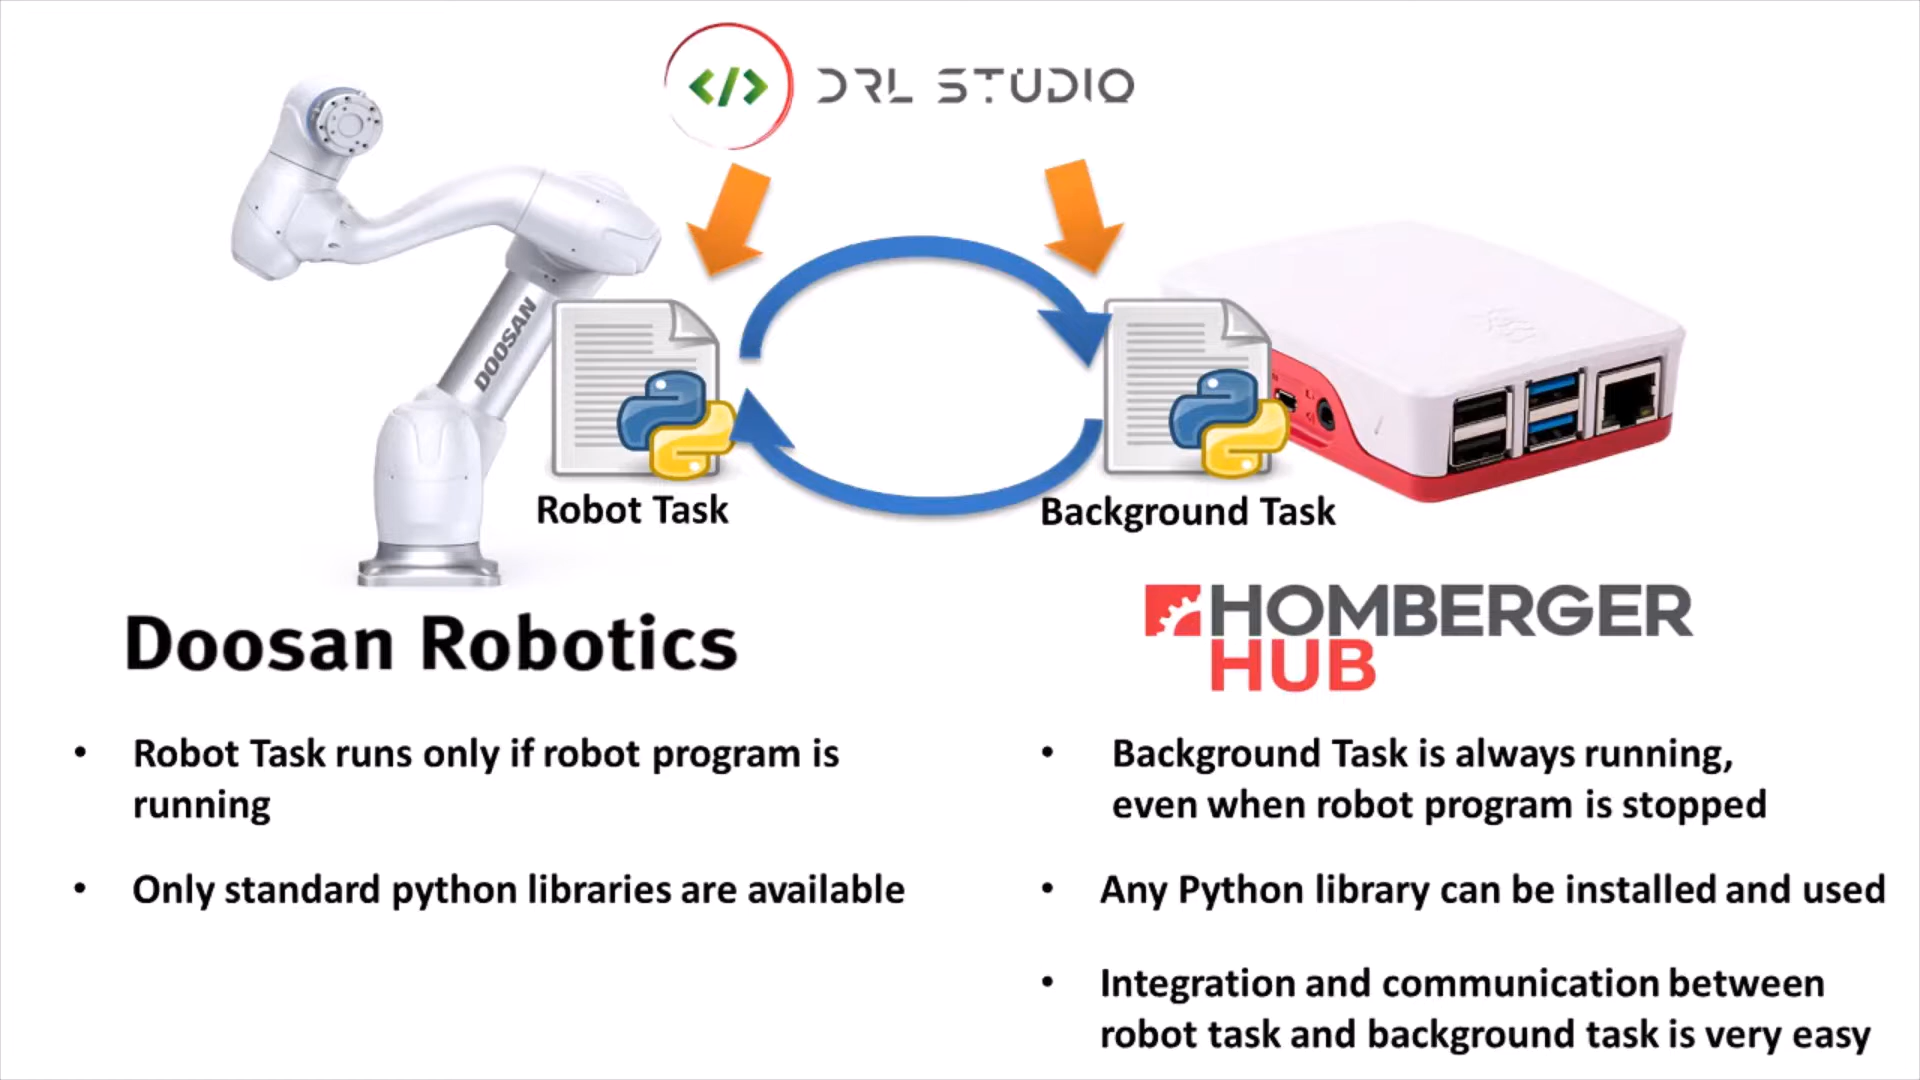 </> DRL STUDIO
DOOSAN
Robot Task
Background Task
Doosan Robotics
HOMBERGER
HUB
• Robot Task runs only if robot program is
running
• Only standard python libraries are available
• Background Task is always running,
even when robot program is stopped
• Any Python library can be installed and used
• Integration and communication between
robot task and background task is very easy